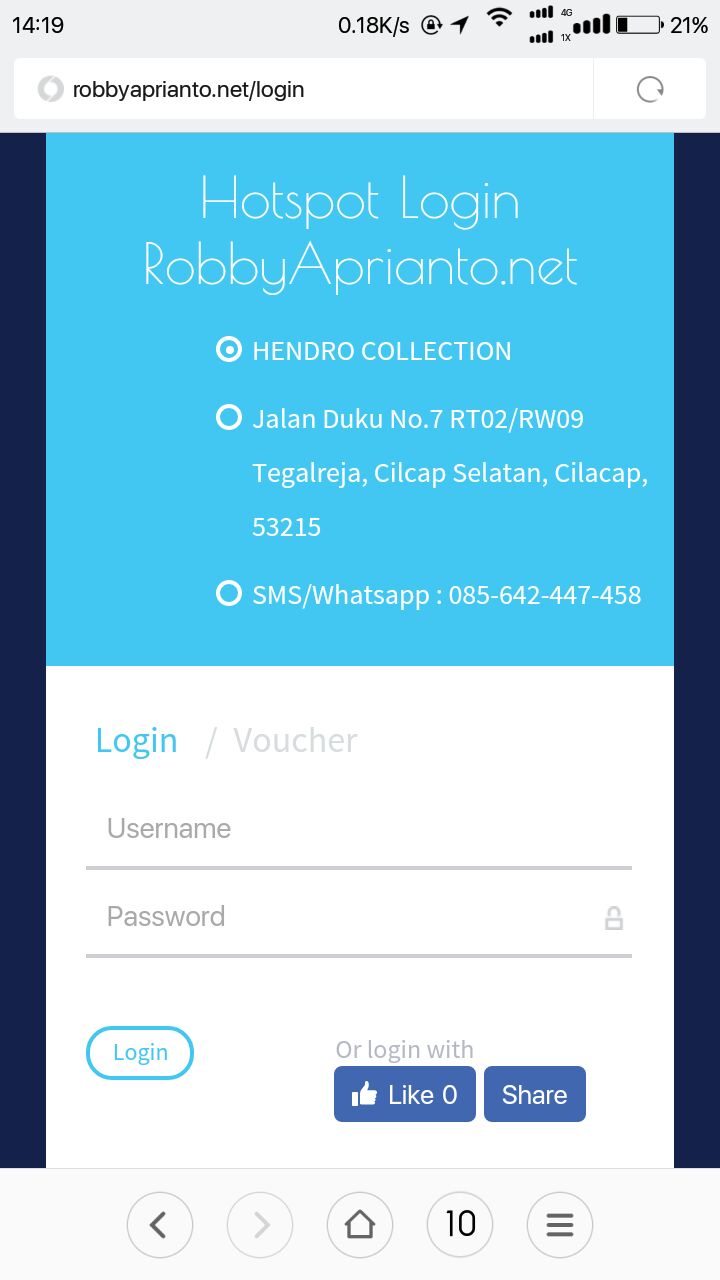 14:19 0.18K/s 4G 1X 21%
robbyaprianto.net/login
Hotspot Login
RobbyAprianto.net
HENDRO COLLECTION
Jalan Duku No.7 RT02/RW09
Tegalreja, Cilcap Selatan, Cilacap,
53215
SMS/Whatsapp : 085-642-447-458
Login / Voucher
Username
Password
Or login with
Login
Like 0 Share
10